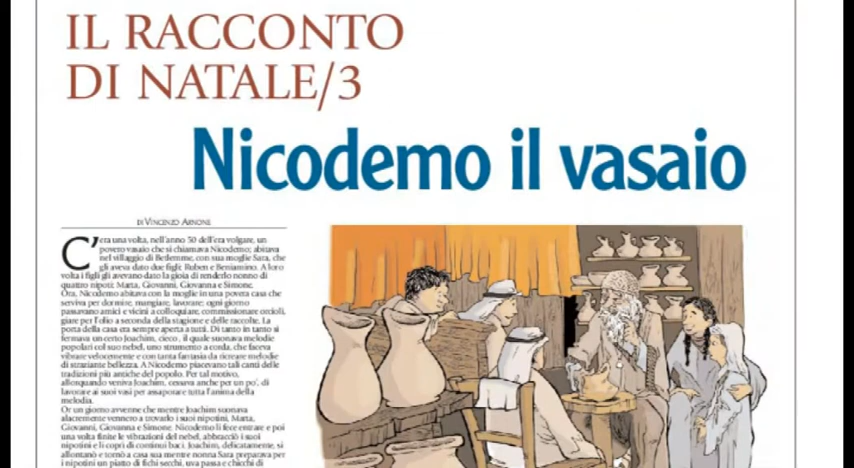 IL RACCONTO
DI NATALE/3
Nicodemo il vasaio
DI VINCENZO ARNONE
C'era una volta, nell'anno 30 dell'era volgare, un
povero vasaio che si chiamava Nicodemo; abitava
nel villaggio di Betlemme, con sua moglie Sara, che
gli aveva dato due figli: Ruben e Beniamino. A loro
volta i figli gli avevano dato la gioia di renderlo nonno di
quattro nipoti: Marta, Giovanni, Giovanna e Simone.
Ora, Nicodemo abitava con la moglie in una povera casa che
serviva per dormire, mangiare, lavorare; ogni giorno
passavano amici e vicini a colloquiare, commissionare orcioli,
giare per l'olio a seconda della stagione e delle raccolte. La
porta della casa era sempre aperta a tutti. Di tanto in tanto si
fermava un certo Joachim, cieco, il quale suonava melodie
popolari col suo nebel, uno strumento a corda, che faceva
vibrare velocemente e con tanta fantasia da ricreare melodie
di straziante bellezza. A Nicodemo piacevano tali canti delle
tradizioni più antiche del popolo. Per tal motivo,
allorquando veniva Joachim, cessava anche per un po', di
lavorare ai suoi vasi per assaporare tutta l'anima della
melodia.
Or un giorno avvenne che mentre Joachim suonava
alacremente vennero a trovarlo i suoi nipotini, Marta,
Giovanni, Giovanna e Simone. Nicodemo li fece entrare e poi
una volta finite le vibrazioni del nebel, abbracciò i suoi
nipotini e li coprì di continui baci. Joachim, delicatamente, si
allontanò e tornò a casa sua mentre nonna Sara preparava per
i nipotini un piatto di fichi secchi, uva passa e chicchi di